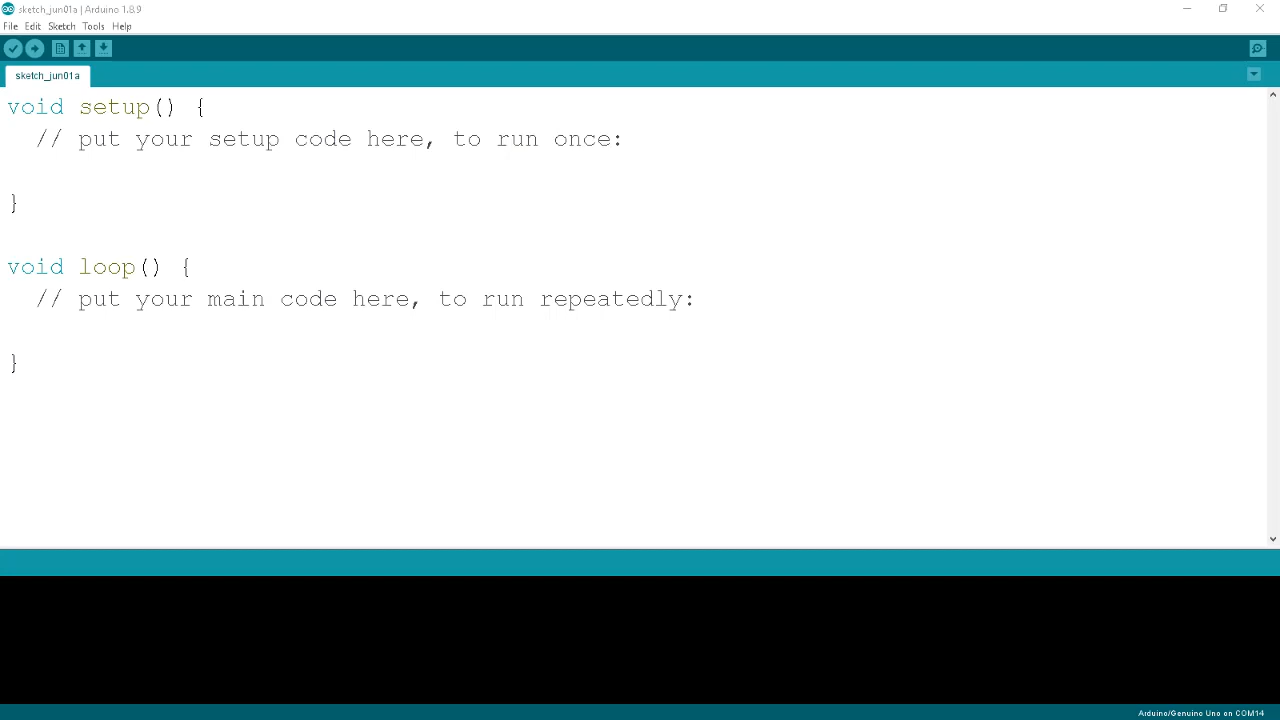 sketch_jun01a | Arduino 1.8.9
File Edit Sketch Tools Help
sketch_jun01a
void setup() {
// put your setup code here, to run once:
}
void loop() {
// put your main code here, to run repeatedly:
}
Arduino/Genuino Uno on COM14